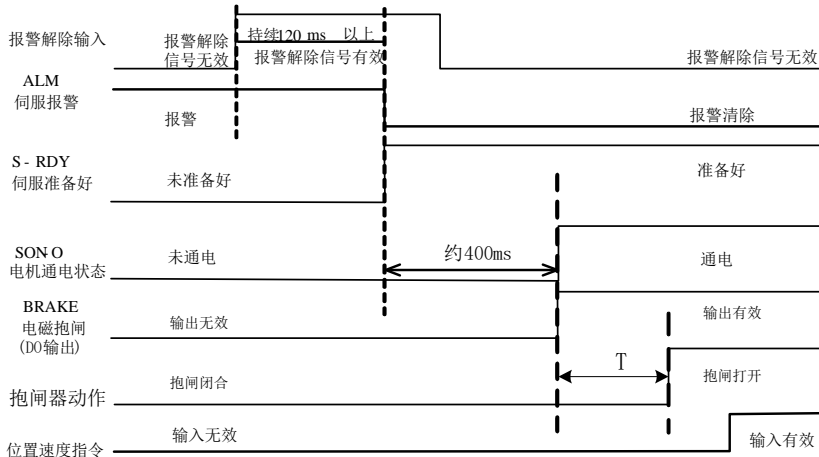 报警解除输入
报警解除
信号无效
持续120 ms 以上
报警解除信号有效
报警解除信号无效
ALM
伺服报警
报警
报警清除
S- RDY
伺服准备好
未准备好
准备好
SON-O
电机通电状态
未通电
约400ms
通电
BRAKE
电磁抱闸
(DO输出)
输出无效
输出有效
T
抱闸器动作
抱闸闭合
抱闸打开
位置速度指令
输入无效
输入有效